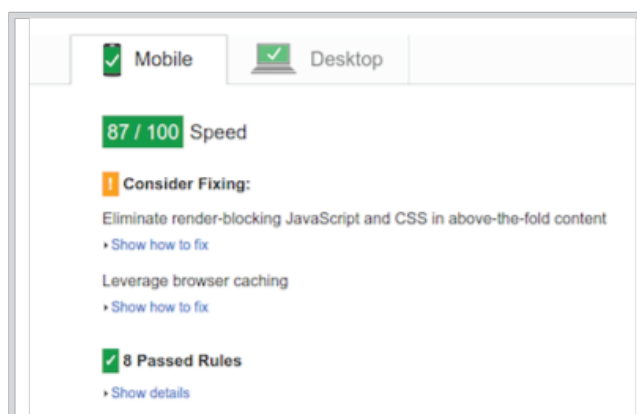 Mobile Desktop
87 / 100 Speed
! Consider Fixing:
Eliminate render-blocking JavaScript and CSS in above-the-fold content
Show how to fix
Leverage browser caching
Show how to fix
8 Passed Rules
Show details